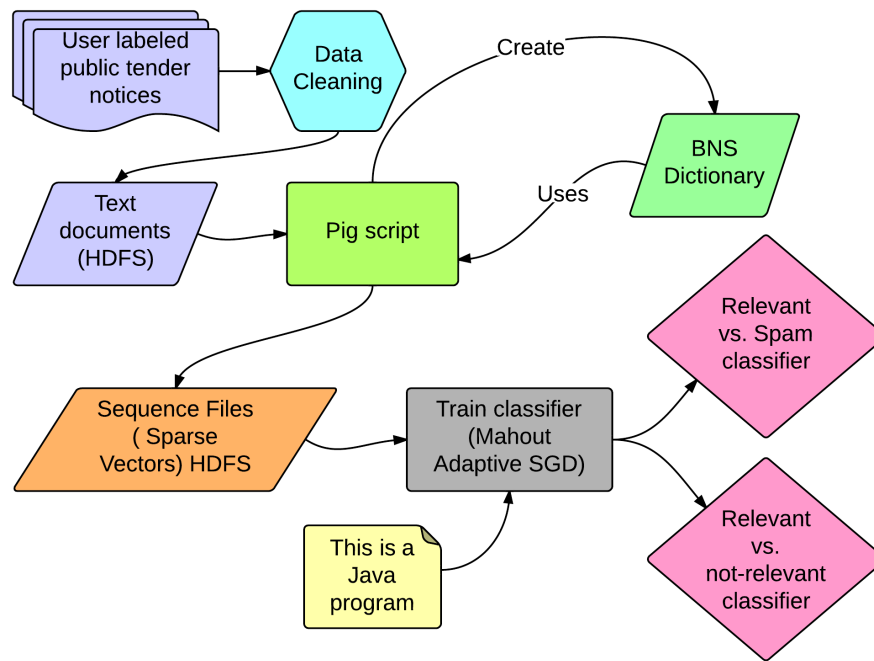 User labeled
public tender
notices
Data
Cleaning
Create
BNS
Dictionary
Uses
Text
documents
(HDFS)
Pig script
Relevant
vs. Spam
classifier
Sequence Files
( Sparse
Vectors) HDFS
Train classifier
(Mahout
Adaptive SGD)
This is a
Java
program
Relevant
vs.
not-relevant
classifier